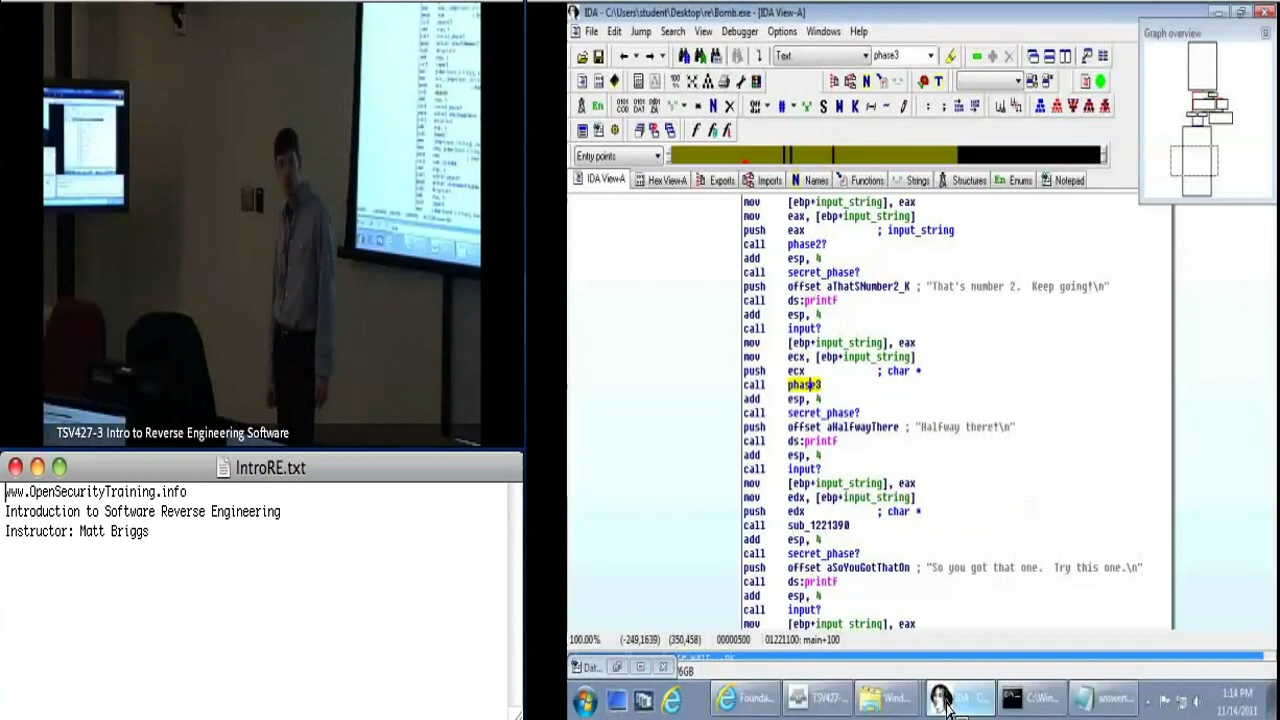 TSV427-3 Intro to Reverse Engineering Software
IntroRE.txt
www.OpenSecurityTraining.info
Introduction to Software Reverse Engineering
Instructor: Matt Briggs
IDA - C:\Users\student\Desktop\re\Bomb.exe - [IDA View-A]
File Edit Jump Search View Debugger Options Windows Help
Graph overview
Text
phase3
Entry points
IDA View-A Hex View-A Exports Imports N Names Strings Structures En Enums Notepad
mov [ebp+input_string], eax
mov eax, [ebp+input_string]
push eax ; input_string
call phase2?
add esp, 4
call secret_phase?
push offset aThatSNumber2_K ; "That's number 2.  Keep going!\n"
call ds:printf
add esp, 4
call input?
mov [ebp+input_string], eax
mov ecx, [ebp+input_string]
push ecx ; char *
call phase3
add esp, 4
call secret_phase?
push offset aHalfwayThere ; "Halfway there!\n"
call ds:printf
add esp, 4
call input?
mov [ebp+input_string], eax
mov edx, [ebp+input_string]
push edx ; char *
call sub_1221390
add esp, 4
call secret_phase?
push offset aSoYouGotThatOn ; "So you got that one.  Try this one.\n"
call ds:printf
add esp, 4
call input?
mov [ebp+input_string], eax
100.00% (-249,1639) (350,458) 00000500 01221100: main+100
Dat...
Founda... TSV427-... Wind... IDA - C... C:\Win... answers...
1:14 PM
11/14/2011